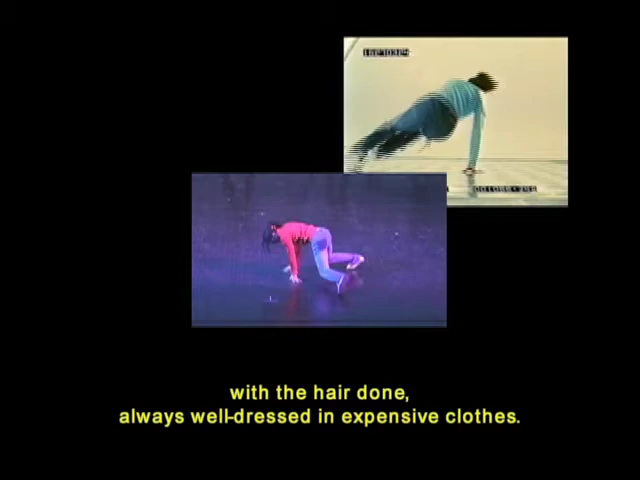 with the hair done,
always well-dressed in expensive clothes.